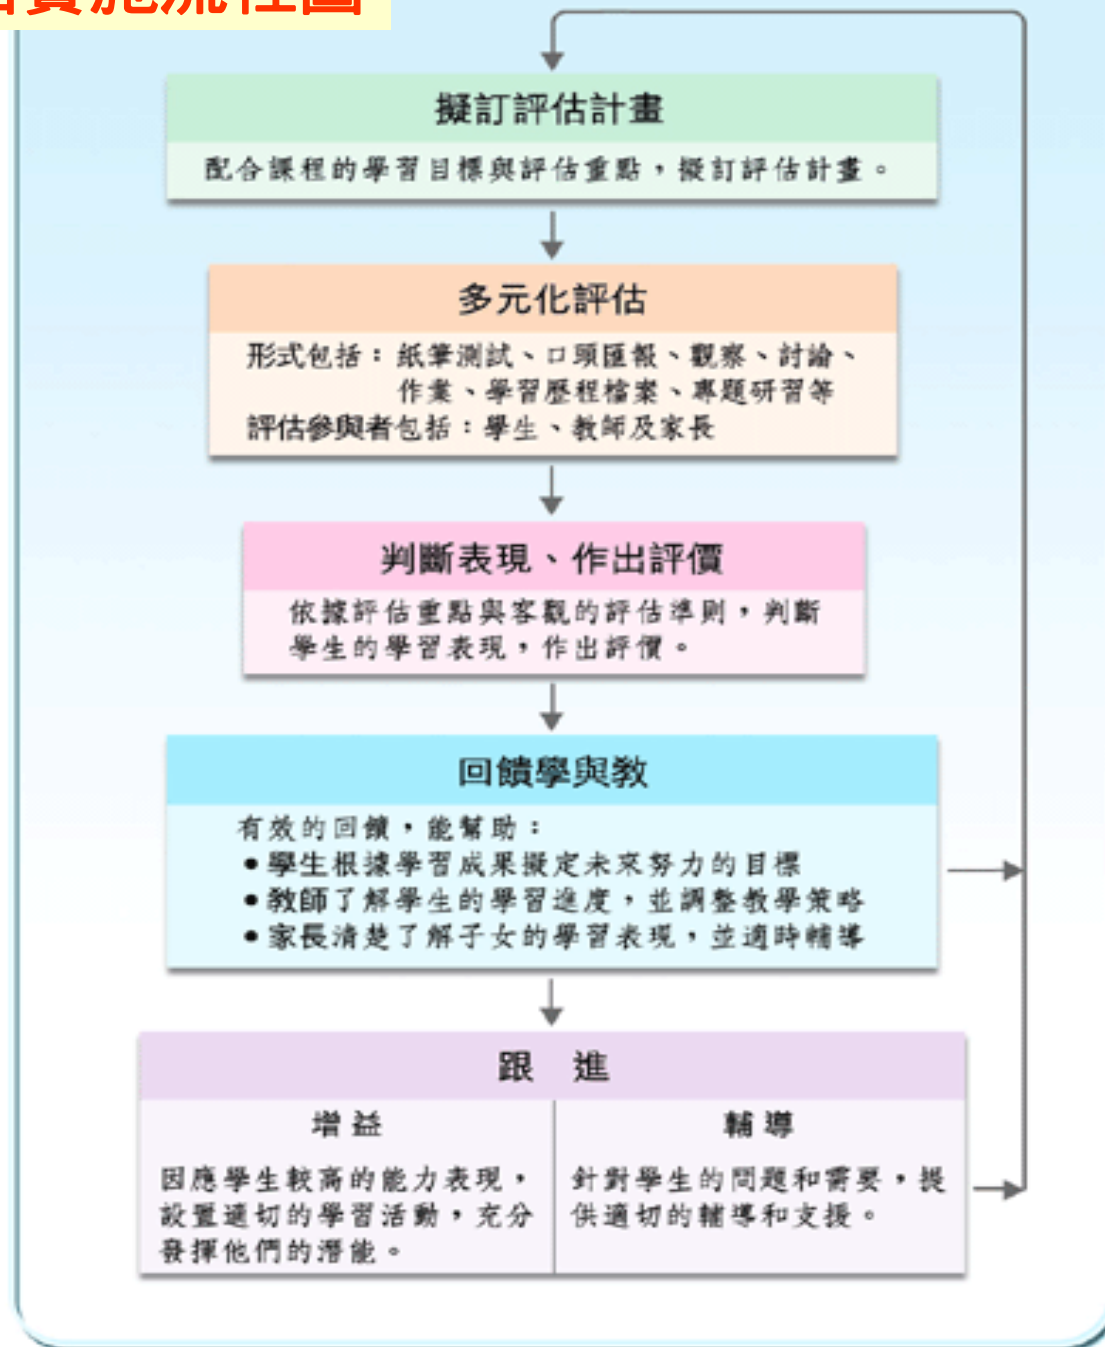 實施流程圖
擬訂評估計畫
配合課程的學習目標與評估重點，擬訂評估計畫。
多元化評估
形式包括：紙筆測試、口頭匯報、觀察、討論、
作業、學習歷程檔案、專題研習等
評估參與者包括：學生、教師及家長
判斷表現、作出評價
依據評估重點與客觀的評估準則，判斷
學生的學習表現，作出評價。
回饋學與教
有效的回饋，能幫助：
•學生根據學習成果擬定未來努力的目標
•教師了解學生的學習進度，並調整教學策略
•家長清楚了解子女的學習表現，並適時輔導
跟 進
增益
因應學生較高的能力表現，
設置適切的學習活動，充分
發揮他們的潛能。
輔導
針對學生的問題和需要，提
供適切的輔導和支援。